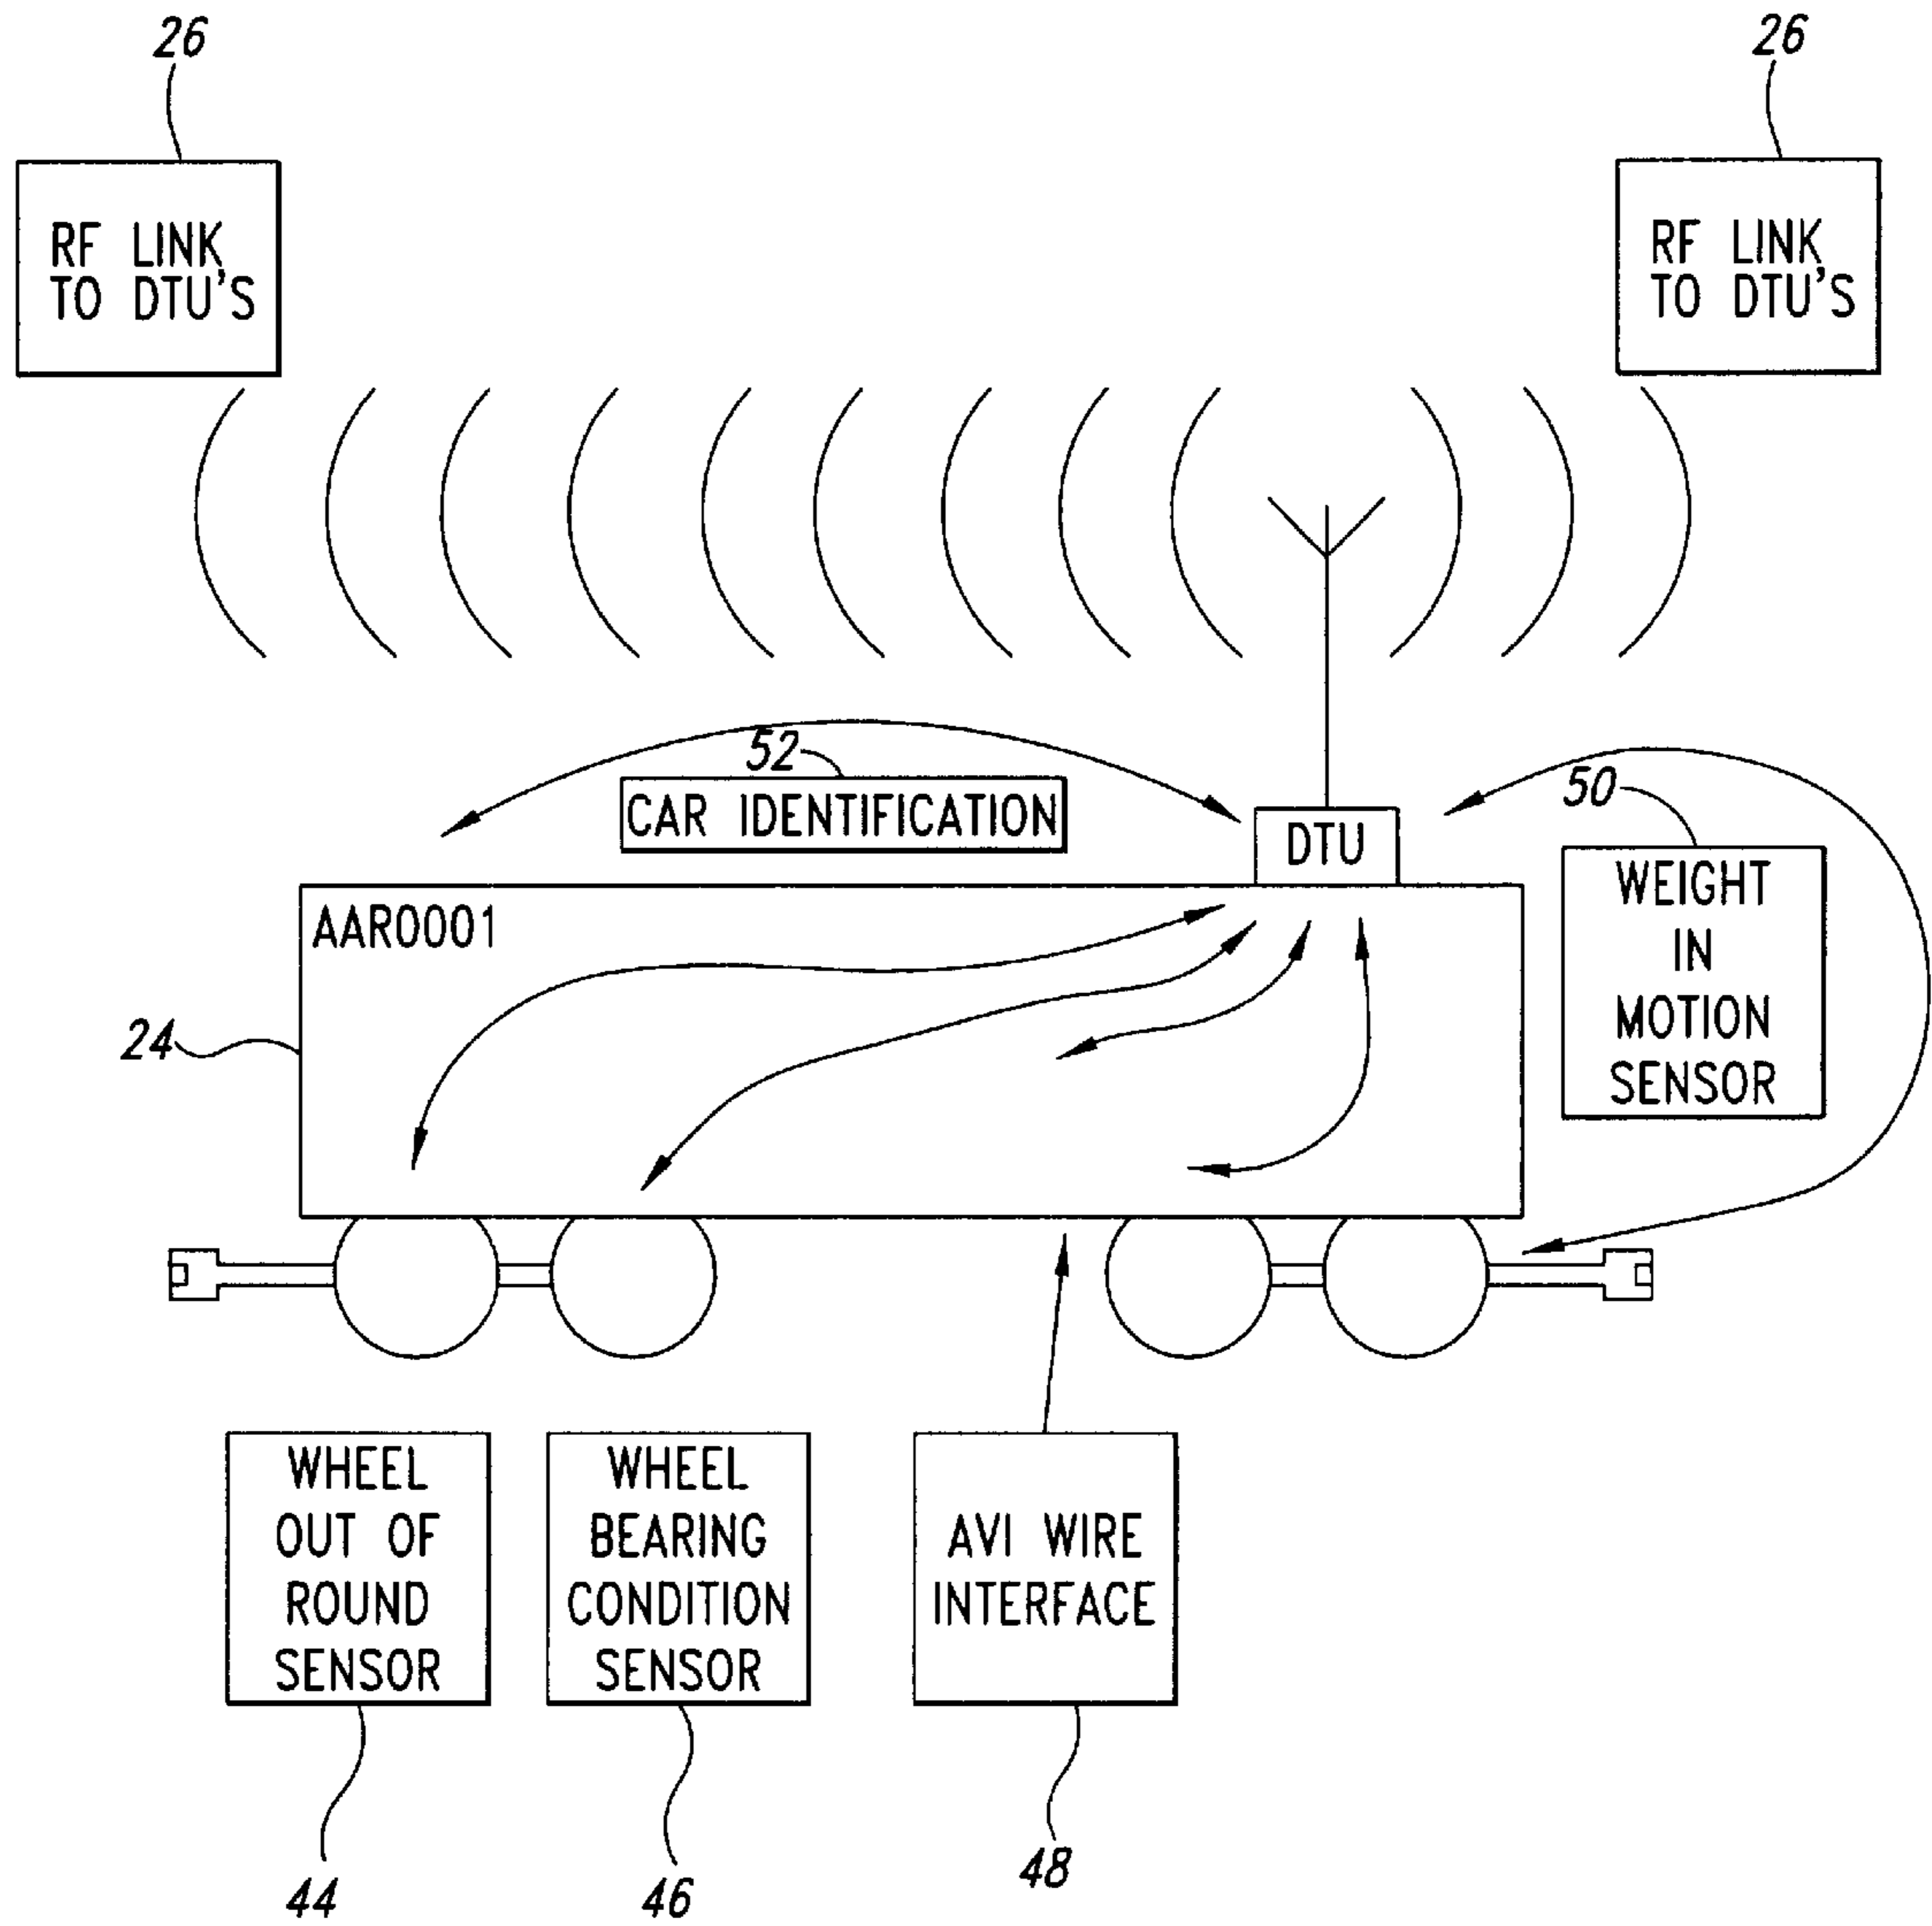 26
26
RF LINK
TO DTU'S
RF LINK
TO DTU'S
52
CAR IDENTIFICATION
DTU
50
WEIGHT
IN
MOTION
SENSOR
AAR0001
24
WHEEL
OUT OF
ROUND
SENSOR
WHEEL
BEARING
CONDITION
SENSOR
AVI WIRE
INTERFACE
44
46
48